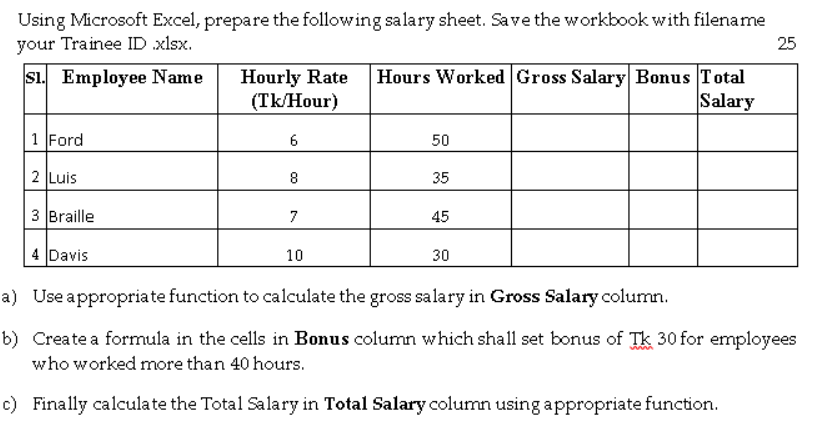 Using Microsoft Excel, prepare the following salary sheet. Save the workbook with filename
your Trainee ID .xlsx. 25
Sl. Employee Name Hourly Rate Hours Worked Gross Salary Bonus Total
(Tk/Hour) Salary
1 Ford 6 50
2 Luis 8 35
3 Braille 7 45
4 Davis 10 30
a) Use appropriate function to calculate the gross salary in Gross Salary column.
b) Create a formula in the cells in Bonus column which shall set bonus of Tk 30 for employees
who worked more than 40 hours.
c) Finally calculate the Total Salary in Total Salary column using appropriate function.